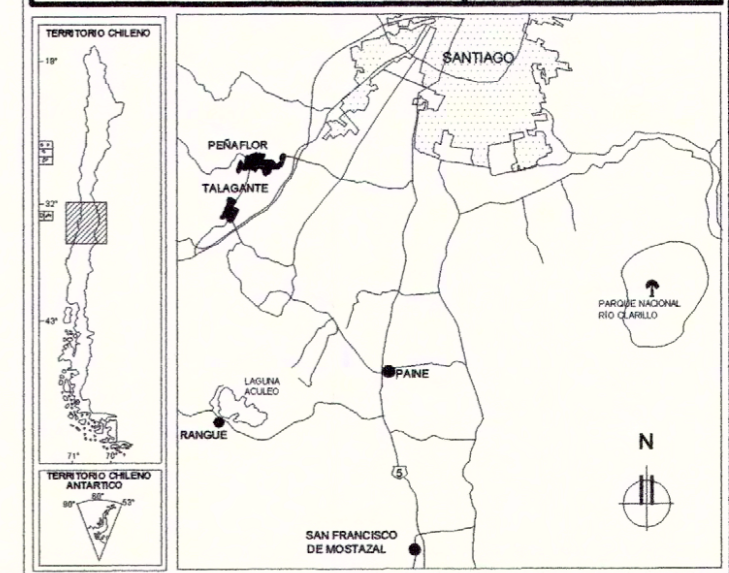 TERRITORIO CHILENO
18°
32°
43°
71°
70°
TERRITORIO CHILENO
ANTARTICO
90°
60°
53°
SANTIAGO
PEÑAFLOR
TALAGANTE
PARQUE NACIONAL
RÍO CLARILLO
PAINE
LAGUNA
ACULEO
RANGUE
5
N
SAN FRANCISCO
DE MOSTAZAL